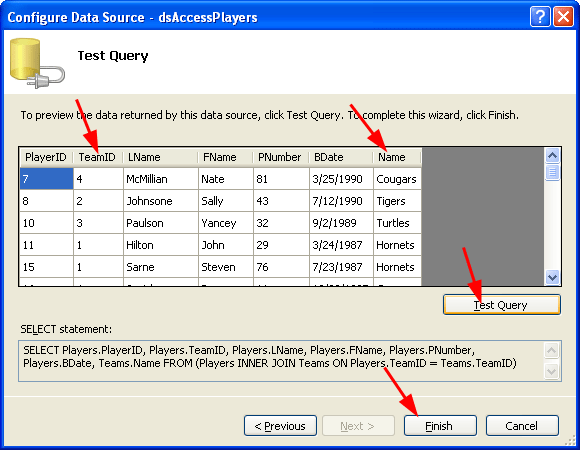 Configure Data Source - dsAccessPlayers
Test Query
To preview the data returned by this data source, click Test Query. To complete this wizard, click Finish.
PlayerID TeamID LName FName PNumber BDate Name
7 4 McMillian Nate 81 3/25/1990 Cougars
8 2 Johnsone Sally 43 7/12/1990 Tigers
10 3 Paulson Yancey 32 9/2/1989 Turtles
11 1 Hilton John 29 3/24/1987 Hornets
15 1 Sarne Steven 76 7/23/1987 Hornets
Test Query
SELECT statement:
SELECT Players.PlayerID, Players.TeamID, Players.LName, Players.FName, Players.PNumber,
Players.BDate, Teams.Name FROM (Players INNER JOIN Teams ON Players.TeamID = Teams.TeamID)
< Previous Next > Finish Cancel